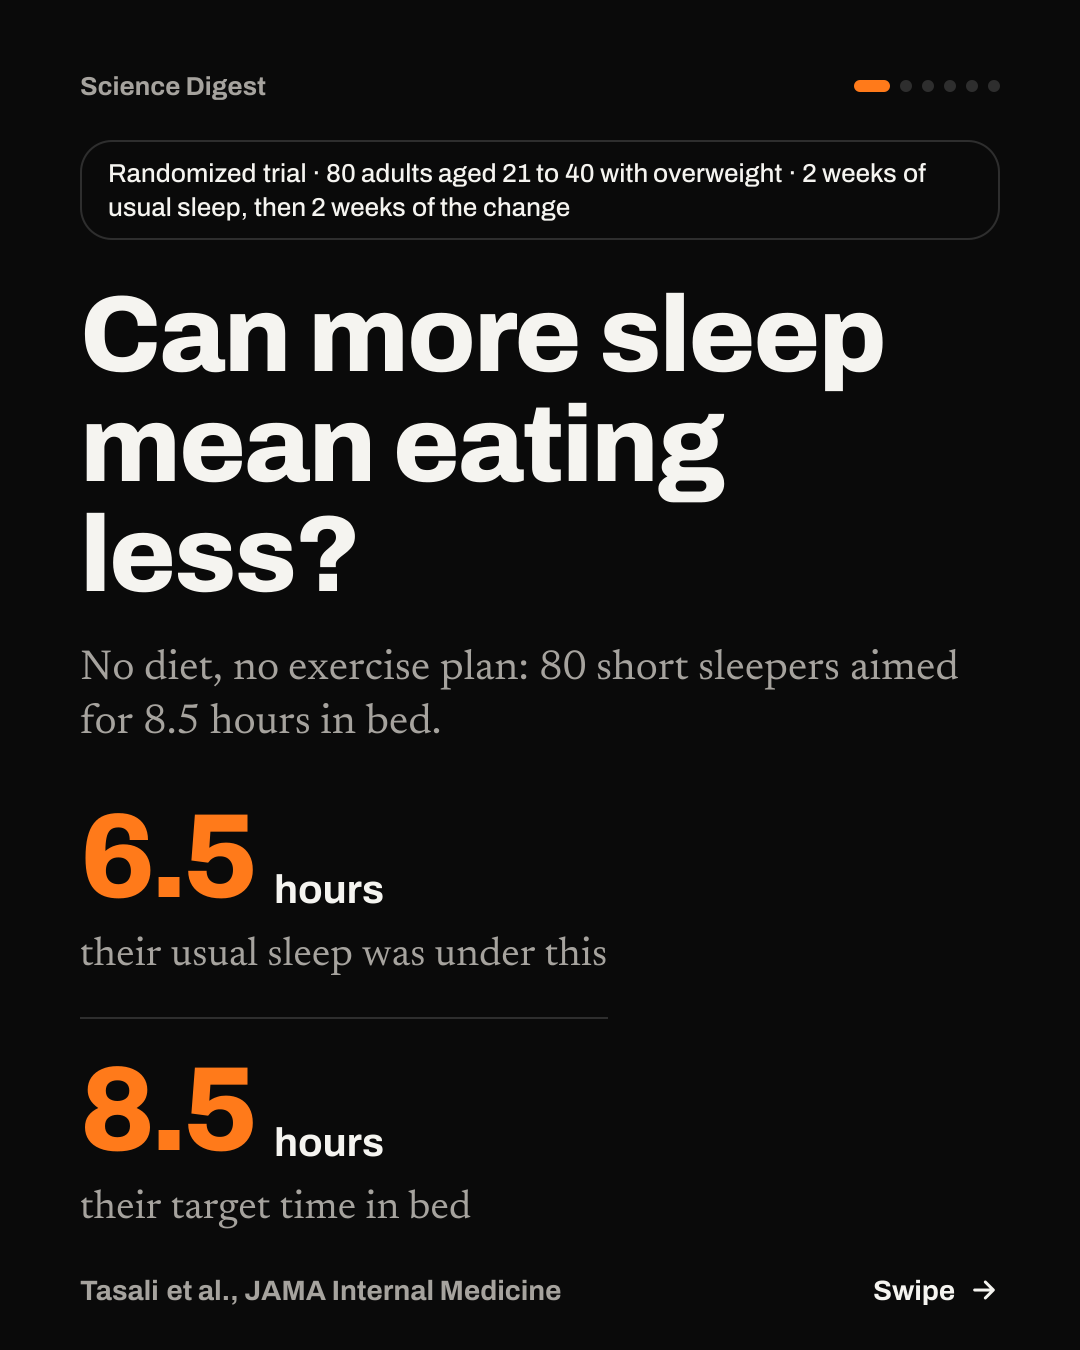 Science Digest
Randomized trial · 80 adults aged 21 to 40 with overweight · 2 weeks of
usual sleep, then 2 weeks of the change
Can more sleep
mean eating
less?
No diet, no exercise plan: 80 short sleepers aimed
for 8.5 hours in bed.
6.5 hours
their usual sleep was under this
8.5 hours
their target time in bed
Tasali et al., JAMA Internal Medicine
Swipe →